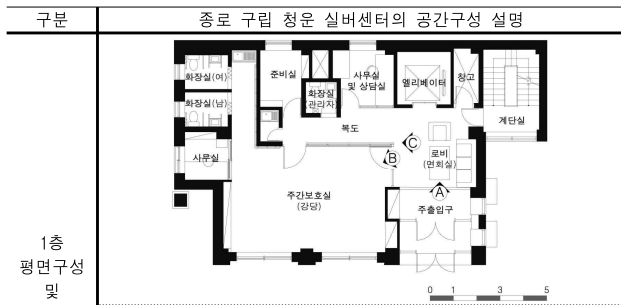 구분 종로 구립 청운 실버센터의 공간구성 설명
화장실(여)
준비실
사무실
및 상담실
엘리베이터
창고
화장실(남)
화장실
(관리자)
계단실
복도
사무실
로비
(면회실)
C
B
A
주간보호실
(강당)
주출입구
1층
평면구성
및
0 1 3 5